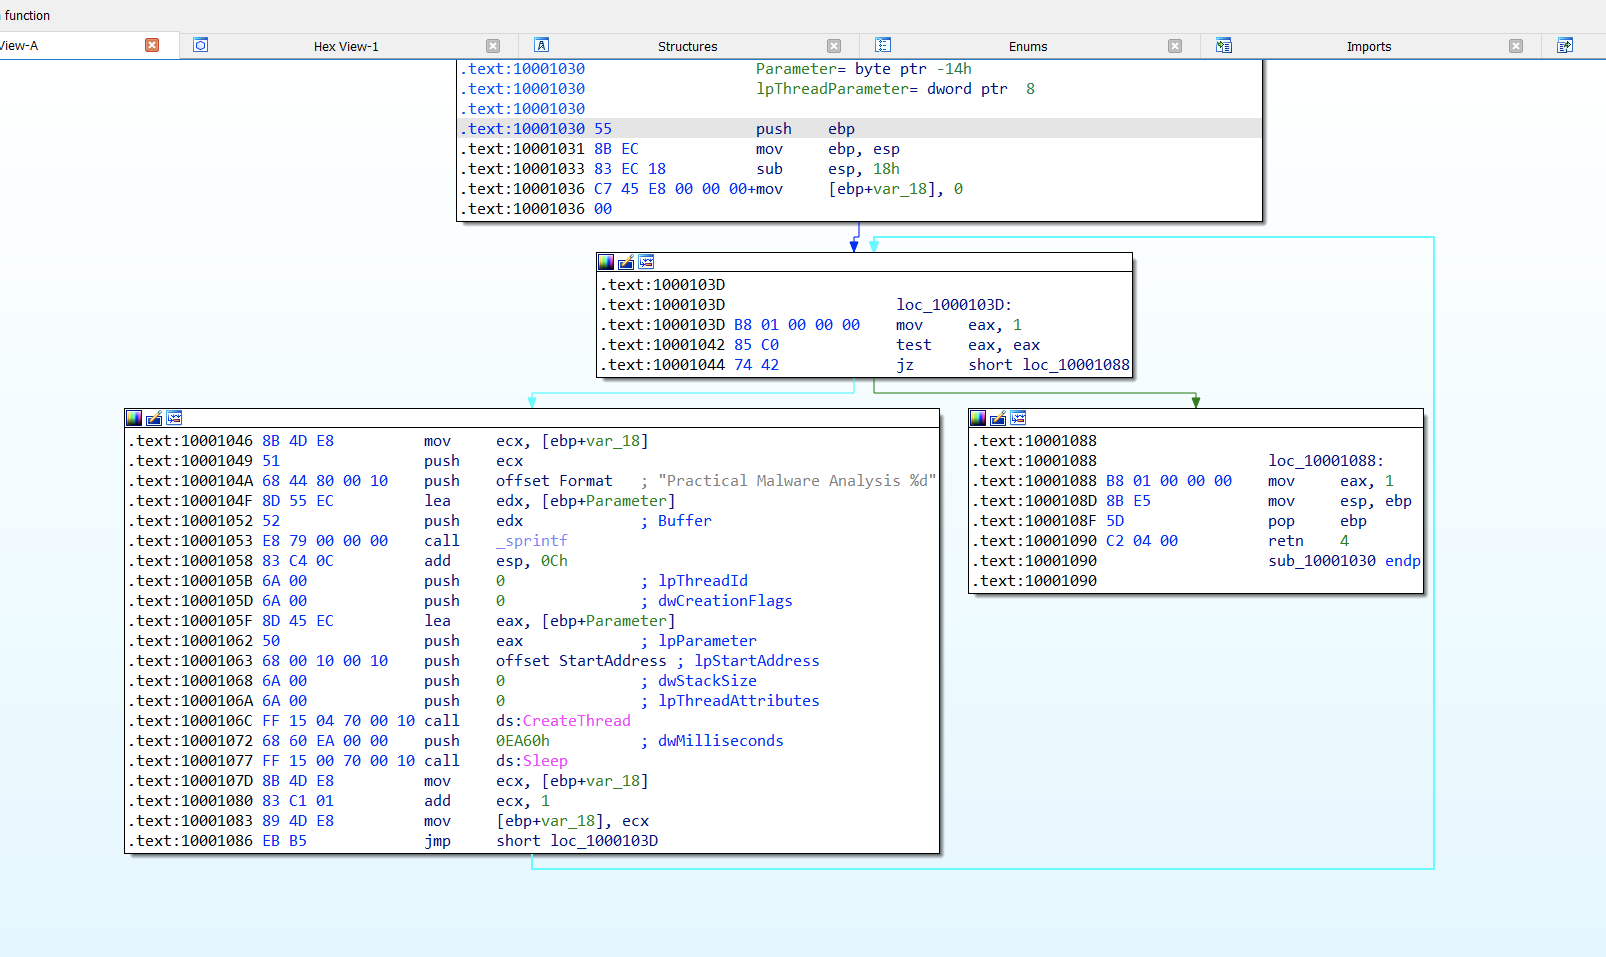 function
View-A Hex View-1 Structures Enums Imports
.text:10001030 Parameter= byte ptr -14h
.text:10001030 lpThreadParameter= dword ptr  8
.text:10001030
.text:10001030 55 push ebp
.text:10001031 8B EC mov ebp, esp
.text:10001033 83 EC 18 sub esp, 18h
.text:10001036 C7 45 E8 00 00 00+mov [ebp+var_18], 0
.text:10001036 00
.text:1000103D
.text:1000103D loc_1000103D:
.text:1000103D B8 01 00 00 00 mov eax, 1
.text:10001042 85 C0 test eax, eax
.text:10001044 74 42 jz short loc_10001088
.text:10001046 8B 4D E8 mov ecx, [ebp+var_18]
.text:10001049 51 push ecx
.text:1000104A 68 44 80 00 10 push offset Format ; "Practical Malware Analysis %d"
.text:1000104F 8D 55 EC lea edx, [ebp+Parameter]
.text:10001052 52 push edx ; Buffer
.text:10001053 E8 79 00 00 00 call _sprintf
.text:10001058 83 C4 0C add esp, 0Ch
.text:1000105B 6A 00 push 0 ; lpThreadId
.text:1000105D 6A 00 push 0 ; dwCreationFlags
.text:1000105F 8D 45 EC lea eax, [ebp+Parameter]
.text:10001062 50 push eax ; lpParameter
.text:10001063 68 00 10 00 10 push offset StartAddress ; lpStartAddress
.text:10001068 6A 00 push 0 ; dwStackSize
.text:1000106A 6A 00 push 0 ; lpThreadAttributes
.text:1000106C FF 15 04 70 00 10 call ds:CreateThread
.text:10001072 68 60 EA 00 00 push 0EA60h ; dwMilliseconds
.text:10001077 FF 15 00 70 00 10 call ds:Sleep
.text:1000107D 8B 4D E8 mov ecx, [ebp+var_18]
.text:10001080 83 C1 01 add ecx, 1
.text:10001083 89 4D E8 mov [ebp+var_18], ecx
.text:10001086 EB B5 jmp short loc_1000103D
.text:10001088
.text:10001088 loc_10001088:
.text:10001088 B8 01 00 00 00 mov eax, 1
.text:1000108D 8B E5 mov esp, ebp
.text:1000108F 5D pop ebp
.text:10001090 C2 04 00 retn 4
.text:10001090 sub_10001030 endp
.text:10001090